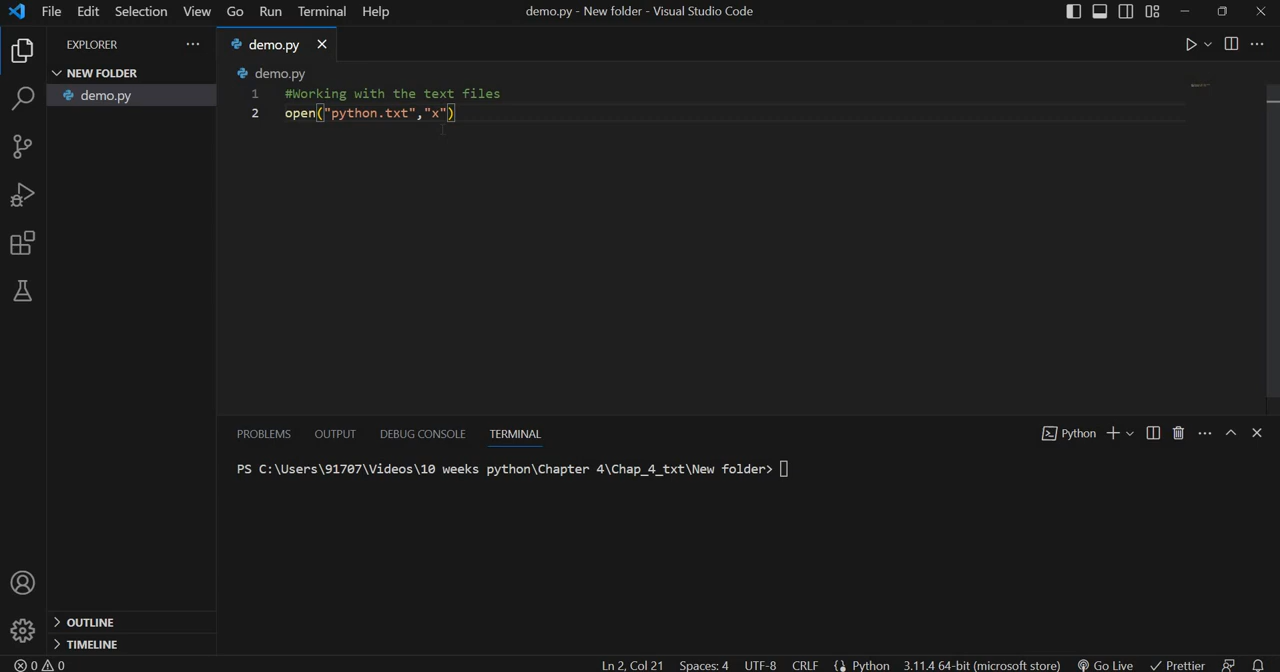 File Edit Selection View Go Run Terminal Help demo.py - New folder - Visual Studio Code
EXPLORER
demo.py
NEW FOLDER
demo.py
demo.py
1 #Working with the text files
2 open("python.txt","x")
PROBLEMS OUTPUT DEBUG CONSOLE TERMINAL
Python
PS C:\Users\91707\Videos\10 weeks python\Chapter 4\Chap_4_txt\New folder>
OUTLINE
TIMELINE
0 0 Ln 2, Col 21 Spaces: 4 UTF-8 CRLF Python 3.11.4 64-bit (microsoft store) Go Live Prettier